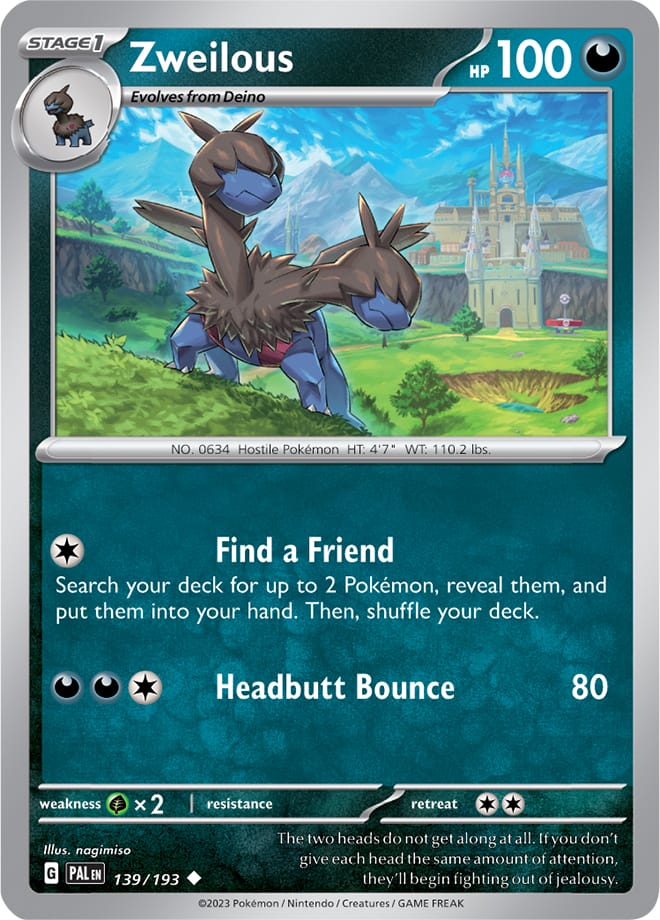 STAGE 1
Zweilous
HP 100
Evolves from Deino
NO. 0634 Hostile Pokémon HT: 4'7" WT: 110.2 lbs.
Find a Friend
Search your deck for up to 2 Pokémon, reveal them, and
put them into your hand. Then, shuffle your deck.
Headbutt Bounce 80
weakness ×2 resistance retreat
Illus. nagimiso
The two heads do not get along at all. If you don't
give each head the same amount of attention,
they'll begin fighting out of jealousy.
G PAL EN 139/193
©2023 Pokémon / Nintendo / Creatures / GAME FREAK